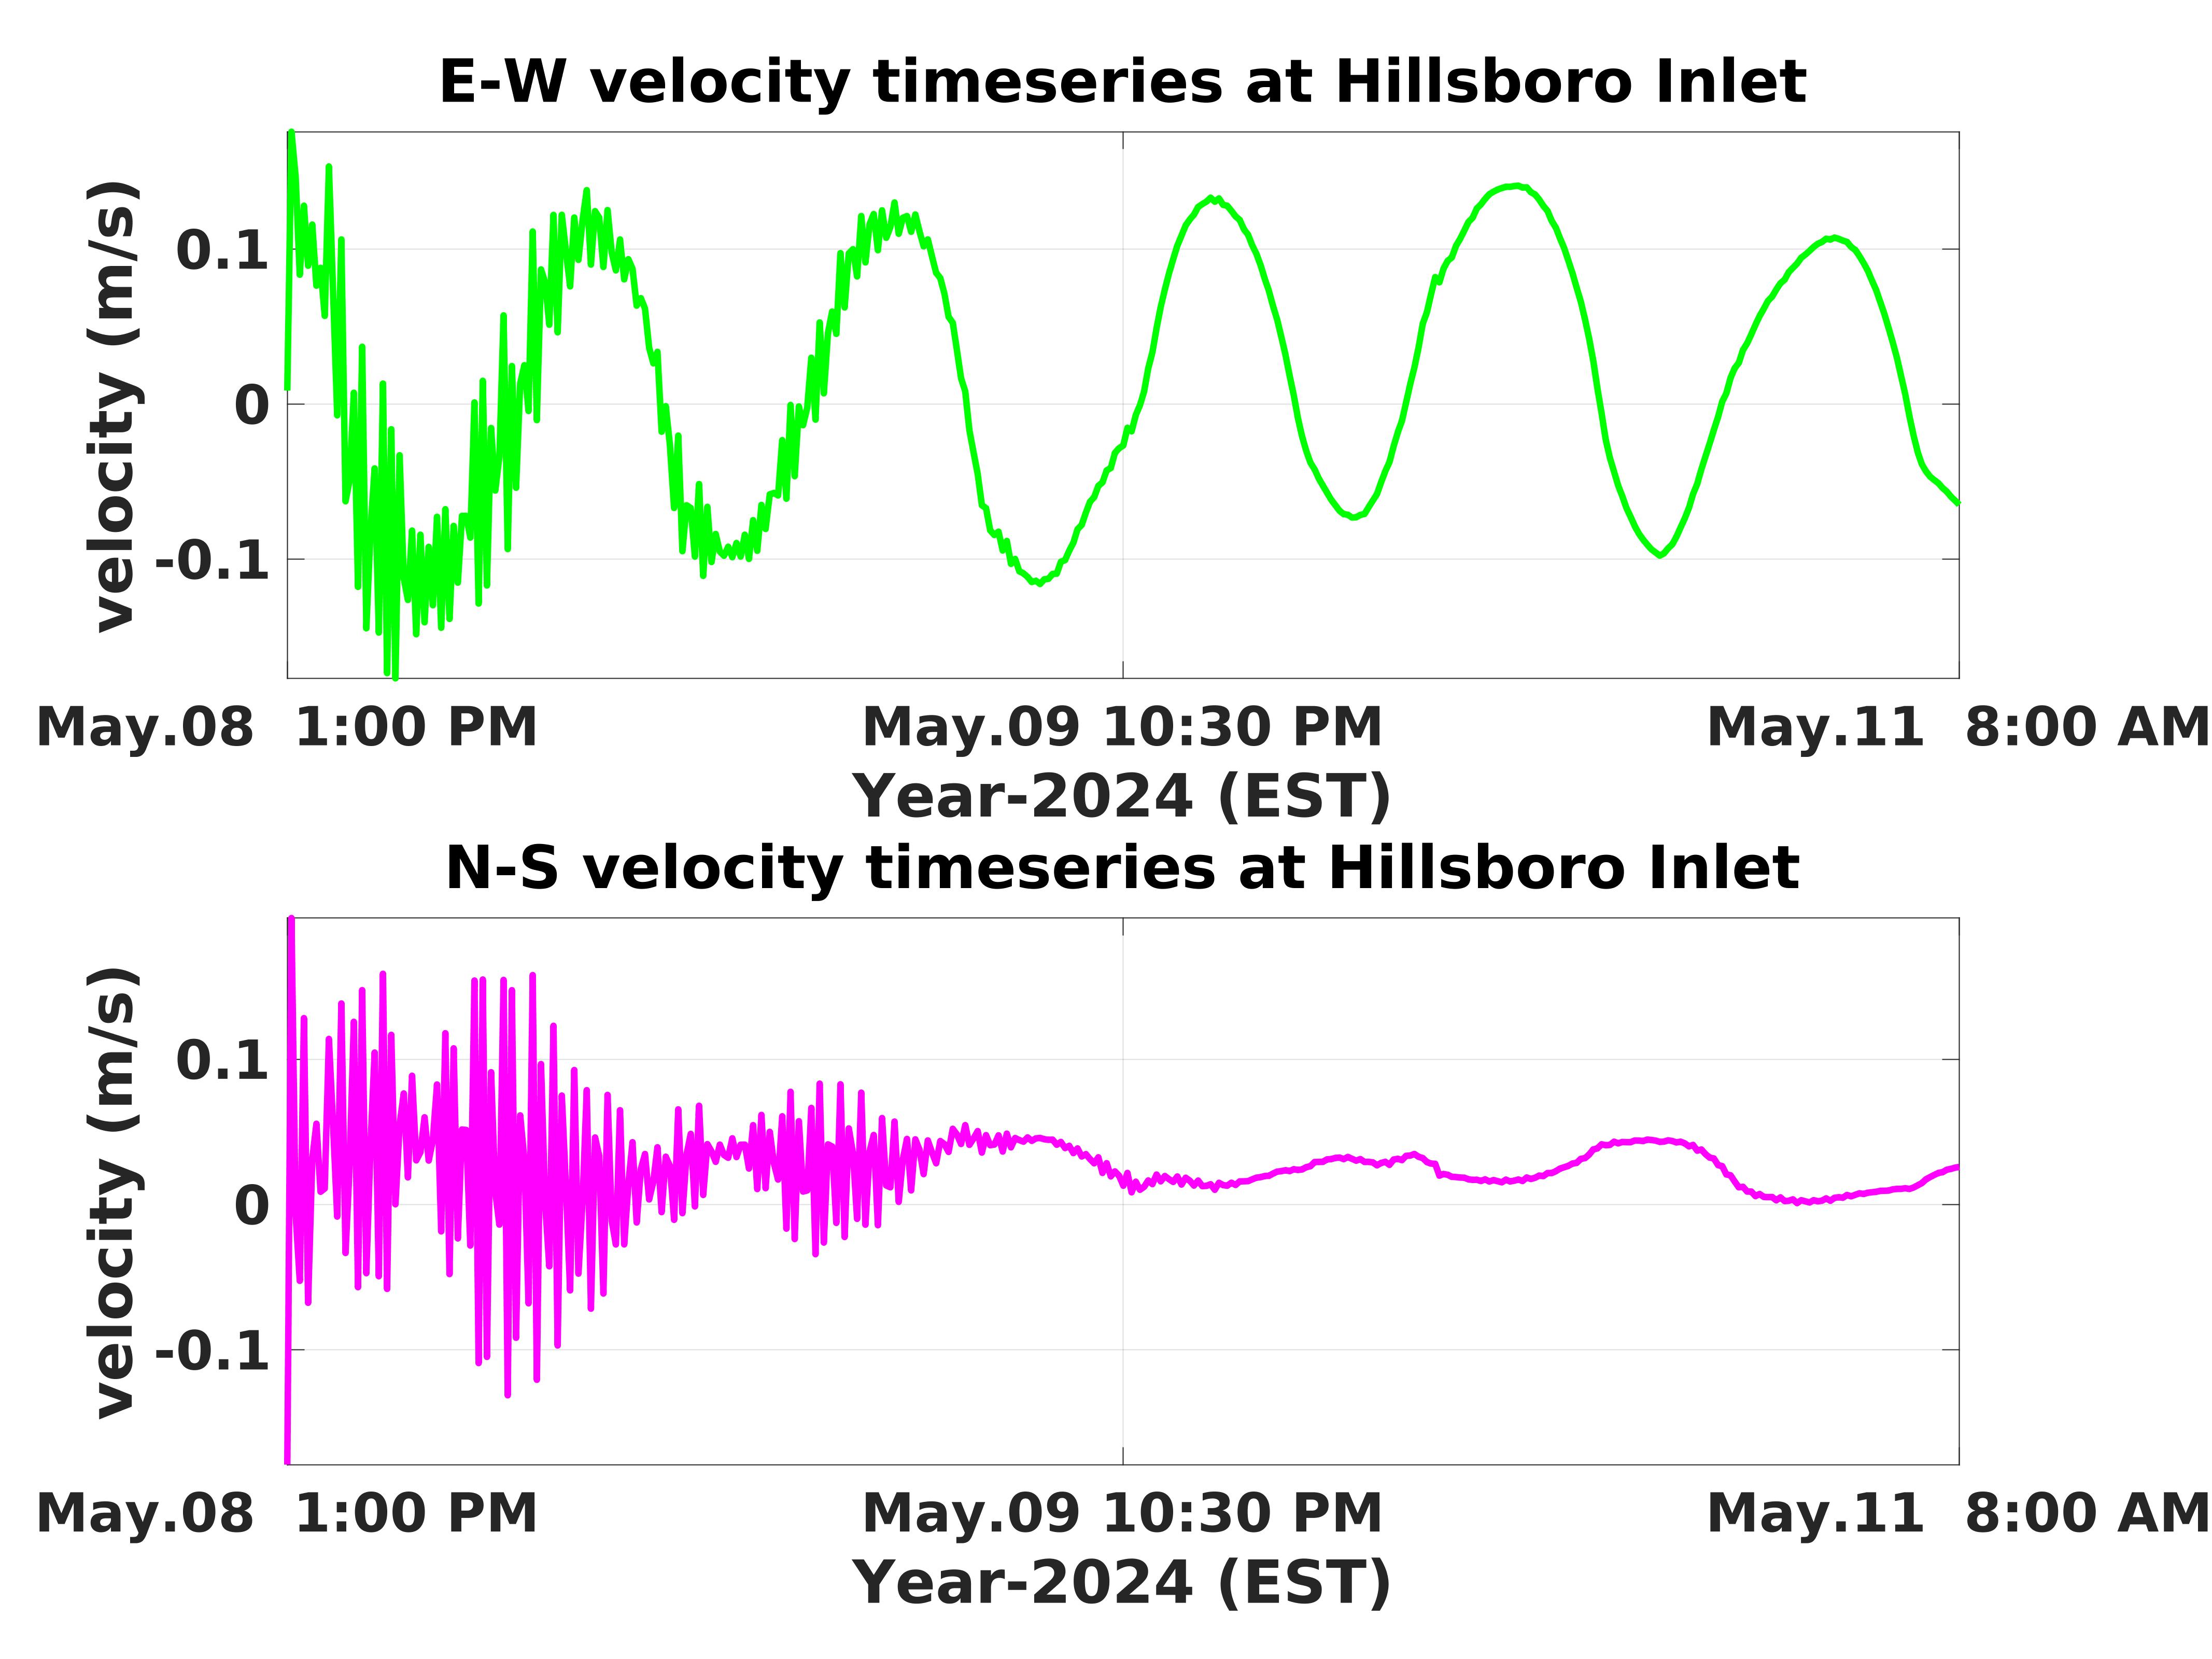 E-W velocity timeseries at Hillsboro Inlet
velocity (m/s)
0.1
0
-0.1
May.08  1:00 PM
May.09 10:30 PM
May.11  8:00 AM
Year-2024 (EST)
N-S velocity timeseries at Hillsboro Inlet
velocity (m/s)
0.1
0
-0.1
May.08  1:00 PM
May.09 10:30 PM
May.11  8:00 AM
Year-2024 (EST)